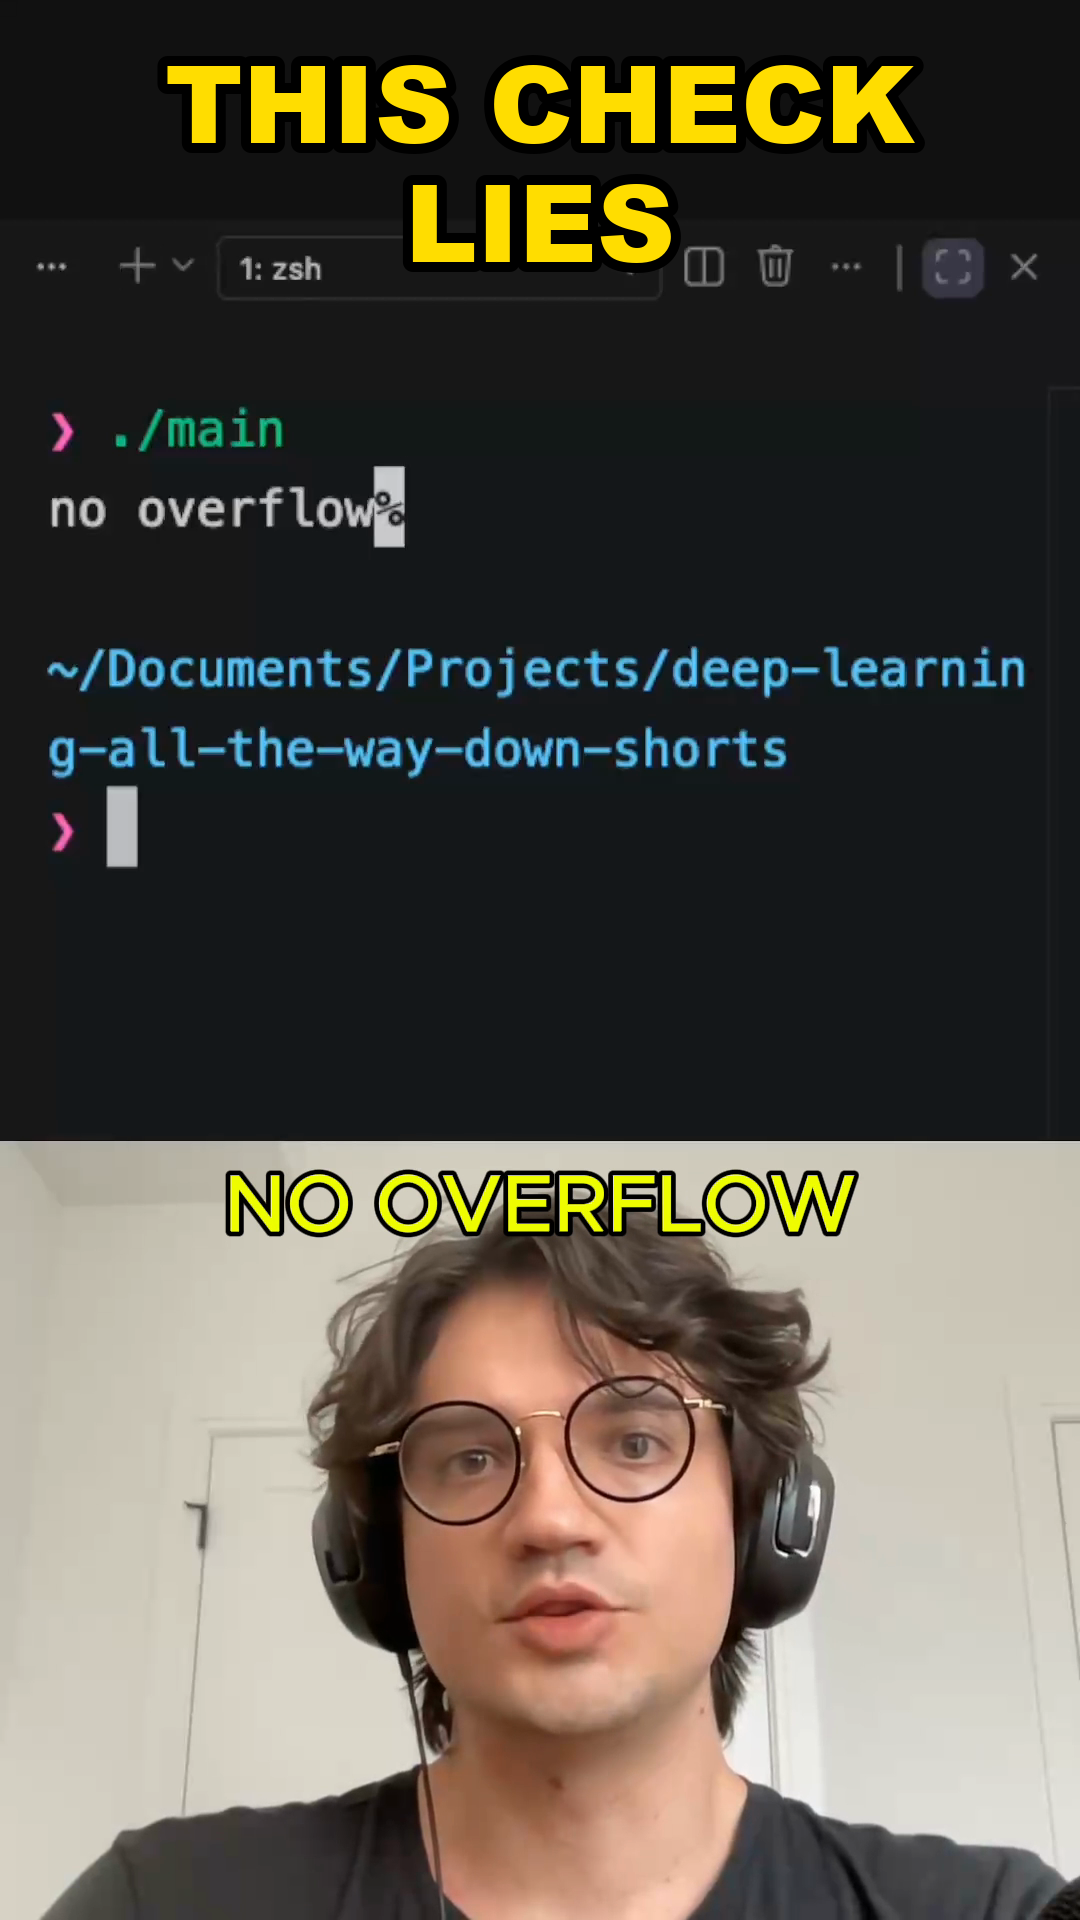 THIS CHECK
LIES
1: zsh
❯ ./main
no overflow%
~/Documents/Projects/deep-learnin
g-all-the-way-down-shorts
❯
NO OVERFLOW